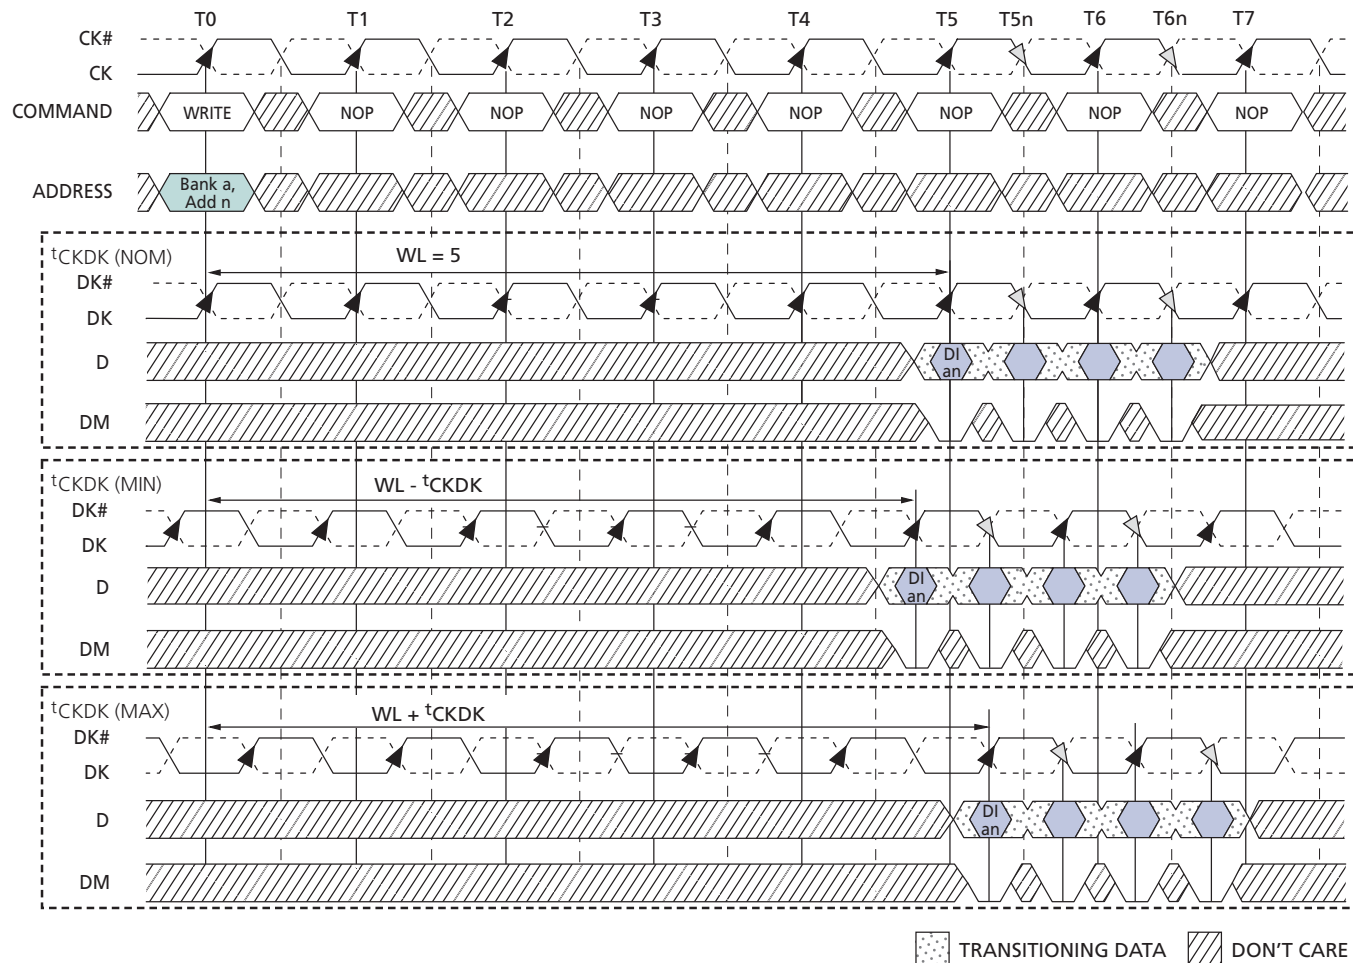 T0 T1 T2 T3 T4 T5 T5n T6 T6n T7
CK#
CK
COMMAND WRITE NOP NOP NOP NOP NOP NOP NOP
ADDRESS Bank a,
Add n
tCKDK (NOM) WL = 5
DK#
DK
D DI
an
DM
tCKDK (MIN) WL - tCKDK
DK#
DK
D DI
an
DM
tCKDK (MAX) WL + tCKDK
DK#
DK
D DI
an
DM
TRANSITIONING DATA DON'T CARE